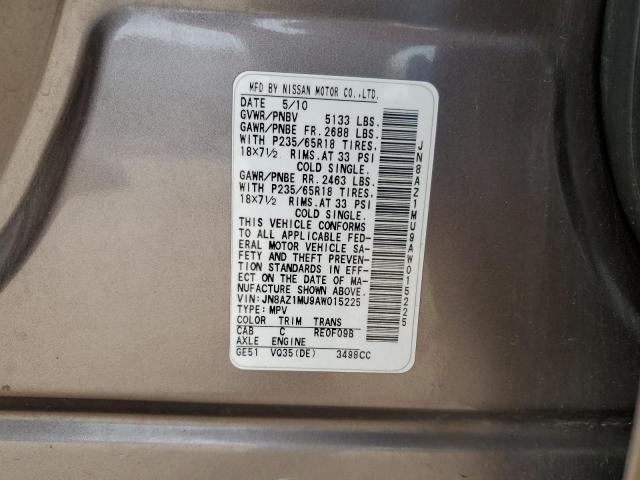 MFD BY NISSAN MOTOR CO.,LTD.
DATE 5/10
GVWR/PNBV 5133 LBS.
GAWR/PNBE FR. 2688 LBS.
WITH P235/65R18 TIRES.
18X7½ RIMS.AT 33 PSI
COLD SINGLE.
GAWR/PNBE RR. 2463 LBS.
WITH P235/65R18 TIRES.
18X7½ RIMS.AT 33 PSI
COLD SINGLE.
THIS VEHICLE CONFORMS
TO ALL APPLICABLE FED-
ERAL MOTOR VEHICLE SA-
FETY AND THEFT PREVEN-
TION STANDARDS IN EFF-
ECT ON THE DATE OF MA-
NUFACTURE SHOWN ABOVE.
VIN: JN8AZ1MU9AW015225
TYPE: MPV
COLOR TRIM TRANS
CAB C RE0F09B
AXLE ENGINE
GE51 VQ35(DE) 3498CC
JN8AZ1MU9AW015225